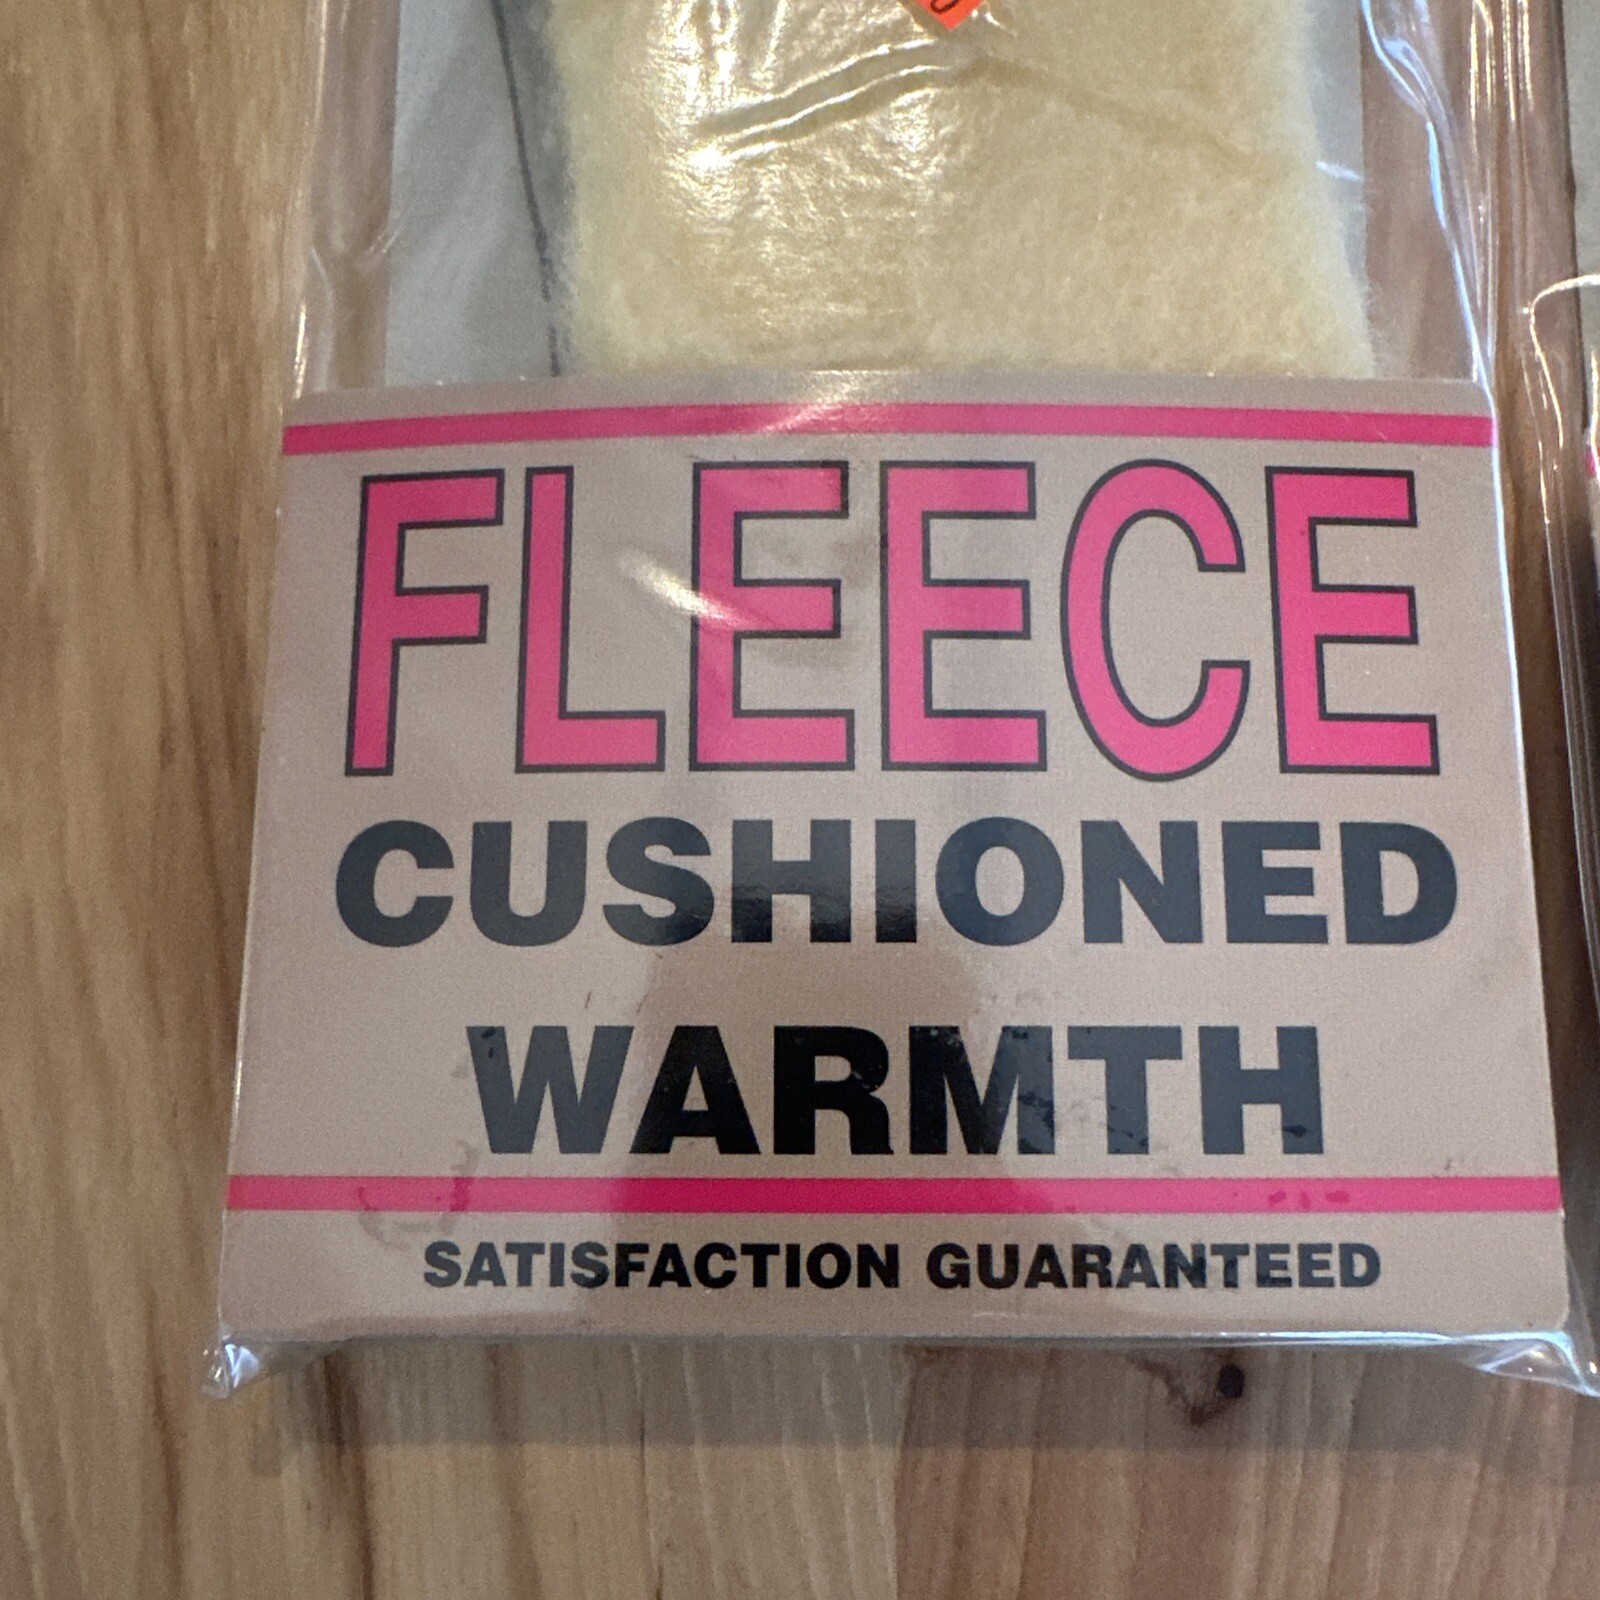 FLEECE
CUSHIONED
WARMTH
SATISFACTION GUARANTEED